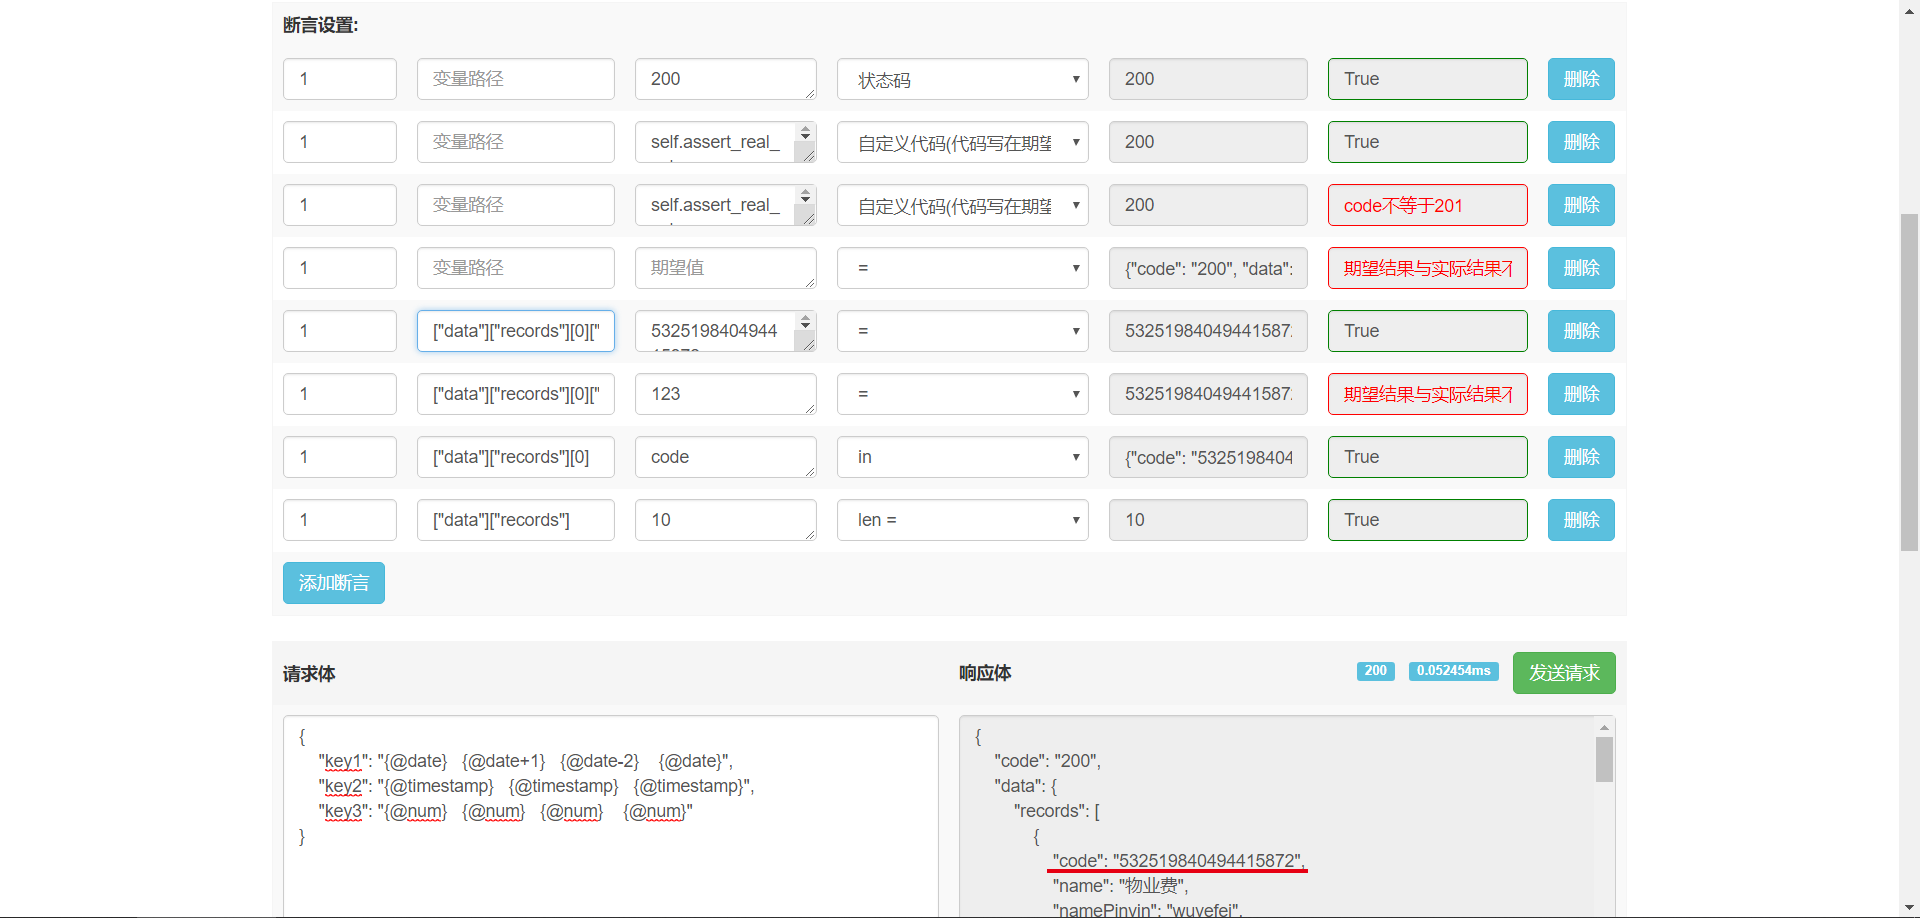 断言设置:
1 变量路径 200 状态码 200 True 删除
1 变量路径 self.assert_real_ 自定义代码(代码写在期望 200 True 删除
1 变量路径 self.assert_real_ 自定义代码(代码写在期望 200 code不等于201 删除
1 变量路径 期望值 = {"code": "200", "data": 期望结果与实际结果不 删除
1 ["data"]["records"][0][" 5325198404944 = 53251984049441587 True 删除
1 ["data"]["records"][0][" 123 = 53251984049441587 期望结果与实际结果不 删除
1 ["data"]["records"][0] code in {"code": "5325198404 True 删除
1 ["data"]["records"] 10 len = 10 True 删除
添加断言
请求体
响应体 200 0.052454ms 发送请求
{
"key1": "{@date} {@date+1} {@date-2} {@date}",
"key2": "{@timestamp} {@timestamp} {@timestamp}",
"key3": "{@num} {@num} {@num} {@num}"
}
{
"code": "200",
"data": {
"records": [
{
"code": "532519840494415872",
"name": "物业费",
"namePinyin": "wuyefei",